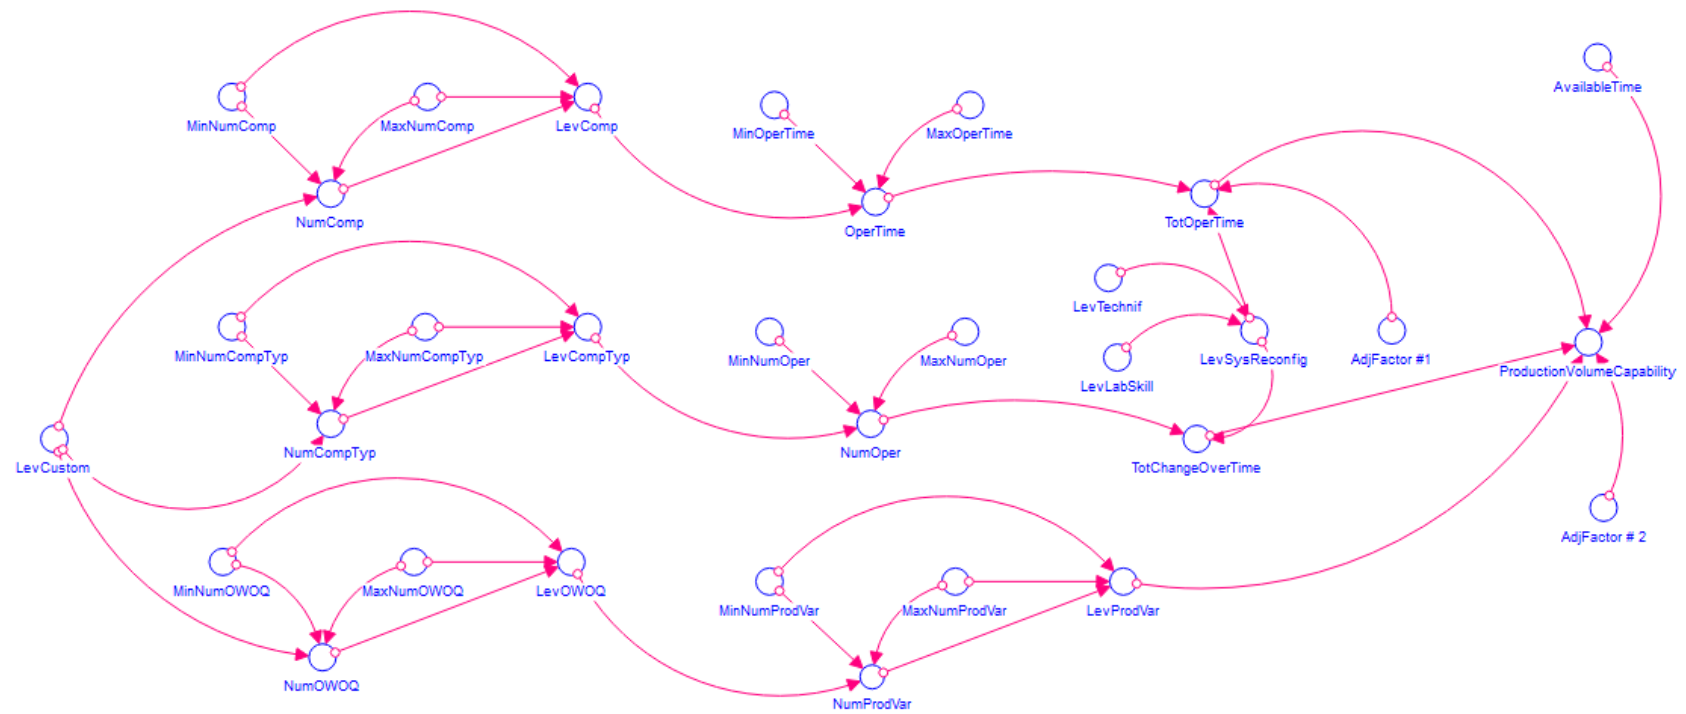 AvailableTime
MinNumComp
MaxNumComp
LevComp
MinOperTime
MaxOperTime
NumComp
OperTime
TotOperTime
LevTechnif
MinNumCompTyp
MaxNumCompTyp
LevCompTyp
MinNumOper
MaxNumOper
LevSysReconfig
AdjFactor #1
ProductionVolumeCapability
LevLabSkill
NumCompTyp
NumOper
LevCustom
TotChangeOverTime
AdjFactor # 2
MinNumOWOQ
MaxNumOWOQ
LevOWOQ
MinNumProdVar
MaxNumProdVar
LevProdVar
NumOWOQ
NumProdVar